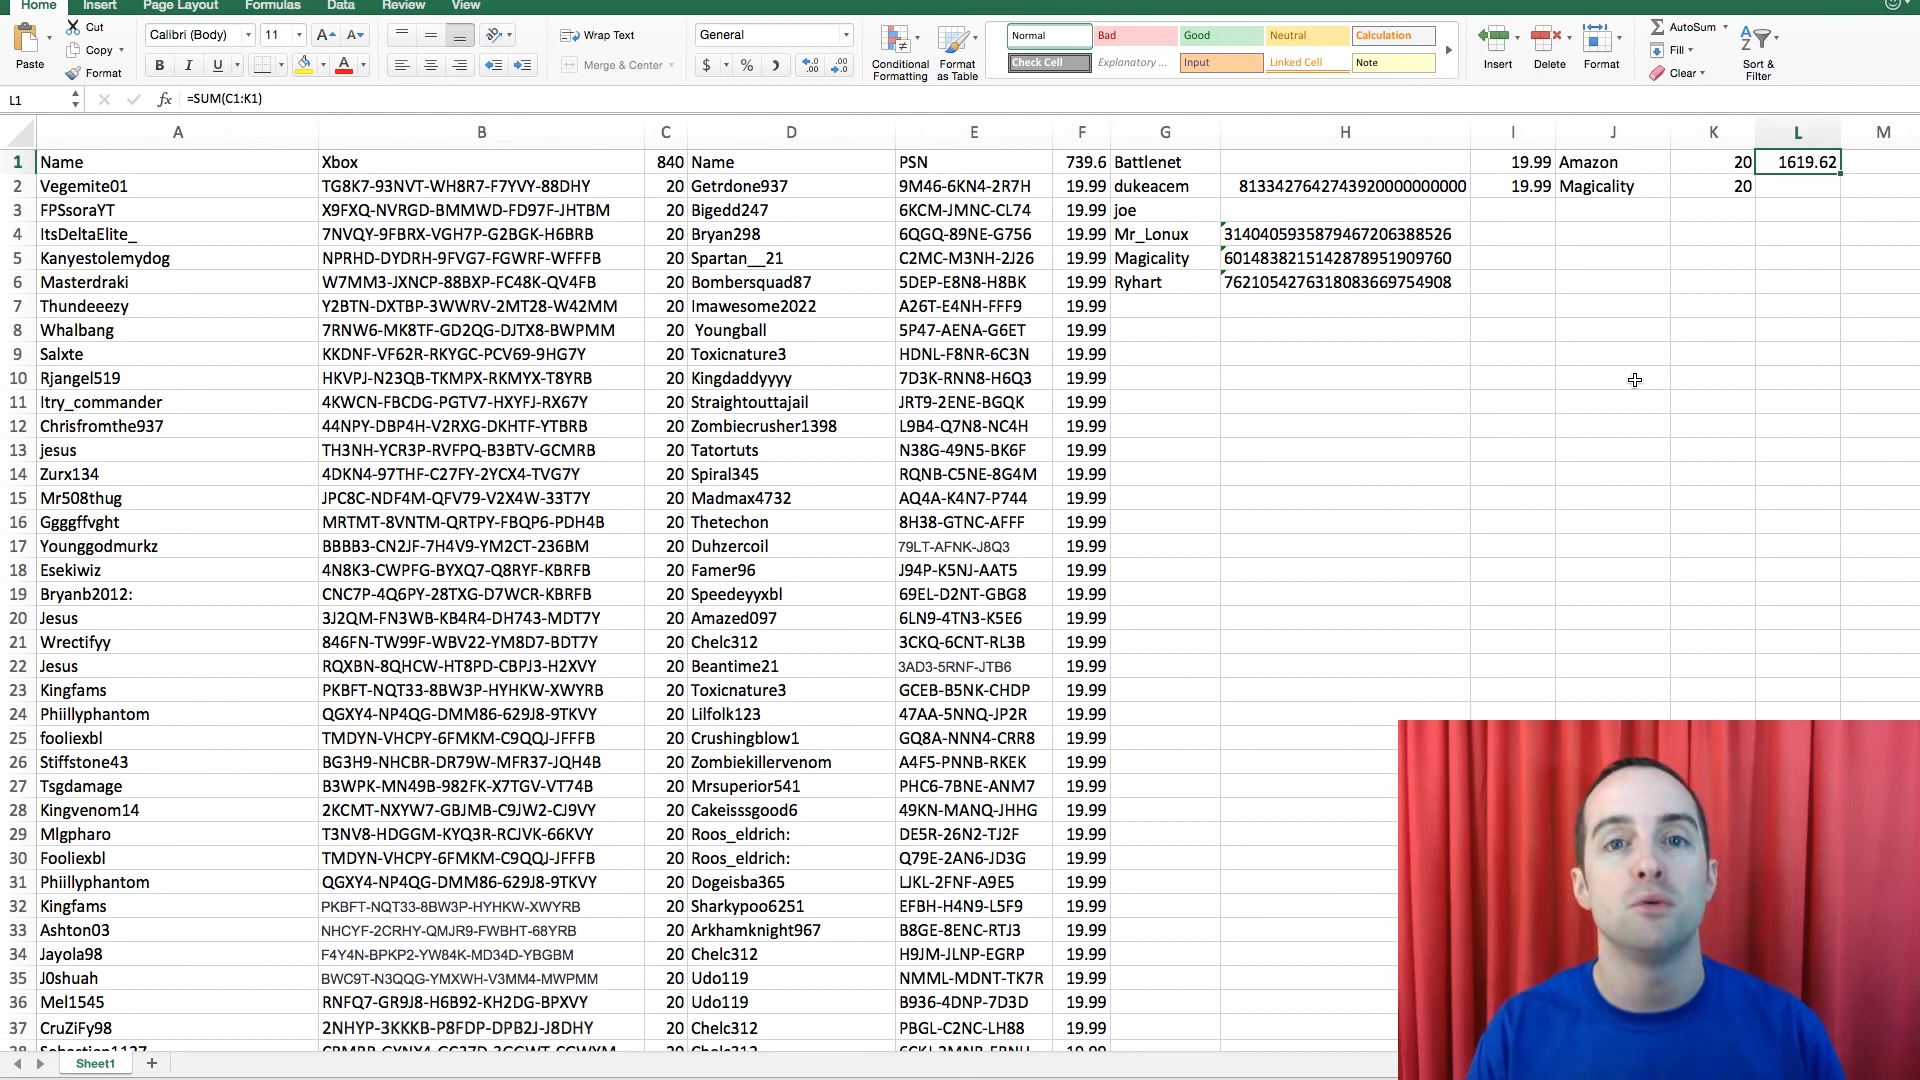 Home Insert Page Layout Formulas Data Review View
Paste Cut Copy Format
Calibri (Body) 11 A A
B I U A
Wrap Text
Merge & Center
General
$ % .0 .00 .00 .0
Conditional Formatting
Format as Table
Normal Bad Good Neutral Calculation
Check Cell Explanatory ... Input Linked Cell Note
Insert Delete Format
AutoSum
Fill
Clear
Sort & Filter
L1 fx =SUM(C1:K1)
A B C D E F G H I J K L M
1 Name Xbox 840 Name PSN 739.6 Battlenet 19.99 Amazon 20 1619.62
2 Vegemite01 TG8K7-93NVT-WH8R7-F7YVY-88DHY 20 Getrdone937 9M46-6KN4-2R7H 19.99 dukeacem 8133427642743920000000000 19.99 Magicality 20
3 FPSsoraYT X9FXQ-NVRGD-BMMWD-FD97F-JHTBM 20 Bigedd247 6KCM-JMNC-CL74 19.99 joe
4 ItsDeltaElite_ 7NVQY-9FBRX-VGH7P-G2BGK-H6BRB 20 Bryan298 6QGQ-89NE-G756 19.99 Mr_Lonux 3140405935879467206388526
5 Kanyestolemydog NPRHD-DYDRH-9FVG7-FGWRF-WFFFB 20 Spartan__21 C2MC-M3NH-2J26 19.99 Magicality 6014838215142878951909760
6 Masterdraki W7MM3-JXNCP-88BXP-FC48K-QV4FB 20 Bombersquad87 5DEP-E8N8-H8BK 19.99 Ryhart 7621054276318083669754908
7 Thundeeezy Y2BTN-DXTBP-3WWRV-2MT28-W42MM 20 Imawesome2022 A26T-E4NH-FFF9 19.99
8 Whalbang 7RNW6-MK8TF-GD2QG-DJTX8-BWPMM 20 Youngball 5P47-AENA-G6ET 19.99
9 Salxte KKDNF-VF62R-RKYGC-PCV69-9HG7Y 20 Toxicnature3 HDNL-F8NR-6C3N 19.99
10 Rjangel519 HKVPJ-N23QB-TKMPX-RKMYX-T8YRB 20 Kingdaddyyyy 7D3K-RNN8-H6Q3 19.99
11 Itry_commander 4KWCN-FBCDG-PGTV7-HXYFJ-RX67Y 20 Straightouttajail JRT9-2ENE-BGQK 19.99
12 Chrisfromthe937 44NPY-DBP4H-V2RXG-DKHTF-YTBRB 20 Zombiecrusher1398 L9B4-Q7N8-NC4H 19.99
13 jesus TH3NH-YCR3P-RVFPQ-B3BTV-GCMRB 20 Tatortuts N38G-49N5-BK6F 19.99
14 Zurx134 4DKN4-97THF-C27FY-2YCX4-TVG7Y 20 Spiral345 RQNB-C5NE-8G4M 19.99
15 Mr508thug JPC8C-NDF4M-QFV79-V2X4W-33T7Y 20 Madmax4732 AQ4A-K4N7-P744 19.99
16 Ggggffvght MRTMT-8VNTM-QRTPY-FBQP6-PDH4B 20 Thetechon 8H38-GTNC-AFFF 19.99
17 Younggodmurkz BBBB3-CN2JF-7H4V9-YM2CT-236BM 20 Duhzercoil 79LT-AFNK-J8Q3 19.99
18 Esekiwiz 4N8K3-CWPFG-BYXQ7-Q8RYF-KBRFB 20 Famer96 J94P-K5NJ-AAT5 19.99
19 Bryanb2012: CNC7P-4Q6PY-28TXG-D7WCR-KBRFB 20 Speedeyyxbl 69EL-D2NT-GBG8 19.99
20 Jesus 3J2QM-FN3WB-KB4R4-DH743-MDT7Y 20 Amazed097 6LN9-4TN3-K5E6 19.99
21 Wrectifyy 846FN-TW99F-WBV22-YM8D7-BDT7Y 20 Chelc312 3CKQ-6CNT-RL3B 19.99
22 Jesus RQXBN-8QHCW-HT8PD-CBPJ3-H2XVY 20 Beantime21 3AD3-5RNF-JTB6 19.99
23 Kingfams PKBFT-NQT33-8BW3P-HYHKW-XWYRB 20 Toxicnature3 GCEB-B5NK-CHDP 19.99
24 Phiillyphantom QGXY4-NP4QG-DMM86-629J8-9TKVY 20 Lilfolk123 47AA-5NNQ-JP2R 19.99
25 fooliexbl TMDYN-VHCPY-6FMKM-C9QQJ-JFFFB 20 Crushingblow1 GQ8A-NNN4-CRR8 19.99
26 Stiffstone43 BG3H9-NHCBR-DR79W-MFR37-JQH4B 20 Zombiekillervenom A4F5-PNNB-RKEK 19.99
27 Tsgdamage B3WPK-MN49B-982FK-X7TGV-VT74B 20 Mrsuperior541 PHC6-7BNE-ANM7 19.99
28 Kingvenom14 2KCMT-NXYW7-GBJMB-C9JW2-CJ9VY 20 Cakeisssgood6 49KN-MANQ-JHHG 19.99
29 Mlgpharo T3NV8-HDGGM-KYQ3R-RCJVK-66KVY 20 Roos_eldrich: DE5R-26N2-TJ2F 19.99
30 Fooliexbl TMDYN-VHCPY-6FMKM-C9QQJ-JFFFB 20 Roos_eldrich: Q79E-2AN6-JD3G 19.99
31 Phiillyphantom QGXY4-NP4QG-DMM86-629J8-9TKVY 20 Dogeisba365 LJKL-2FNF-A9E5 19.99
32 Kingfams PKBFT-NQT33-8BW3P-HYHKW-XWYRB 20 Sharkypoo6251 EFBH-H4N9-L5F9 19.99
33 Ashton03 NHCYF-2CRHY-QMJR9-FWBHT-68YRB 20 Arkhamknight967 B8GE-8ENC-RTJ3 19.99
34 Jayola98 F4Y4N-BPKP2-YW84K-MD34D-YBGBM 20 Chelc312 H9JM-JLNP-EGRP 19.99
35 J0shuah BWC9T-N3QQG-YMXWH-V3MM4-MWPMM 20 Udo119 NMML-MDNT-TK7R 19.99
36 Mel1545 RNFQ7-GR9J8-H6B92-KH2DG-BPXVY 20 Udo119 B936-4DNP-7D3D 19.99
37 CruZiFy98 2NHYP-3KKKB-P8FDP-DPB2J-J8DHY 20 Chelc312 PBGL-C2NC-LH88 19.99
Sheet1